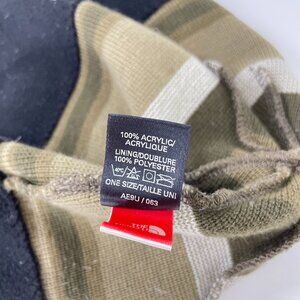 100% ACRYLIC/
ACRYLIQUE
LINING/DOUBLURE
100% POLYESTER
ONE SIZE/TAILLE UNI
AE9U / 063